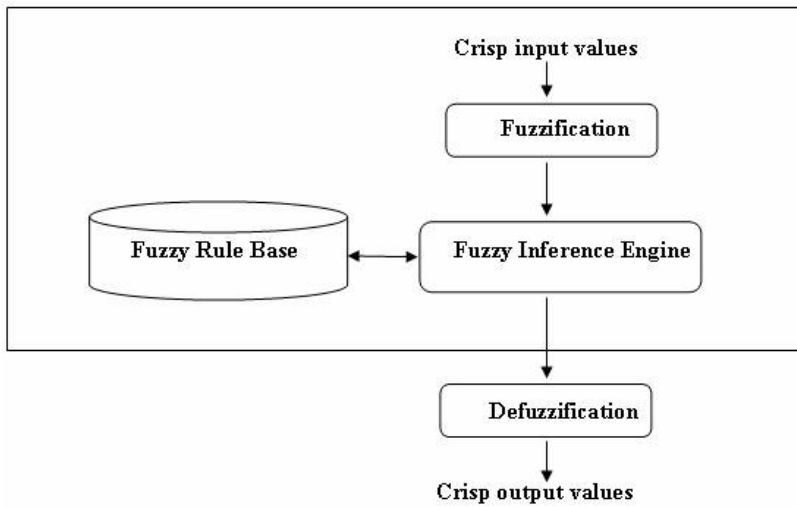 Crisp input values
Fuzzification
Fuzzy Rule Base
Fuzzy Inference Engine
Defuzzification
Crisp output values